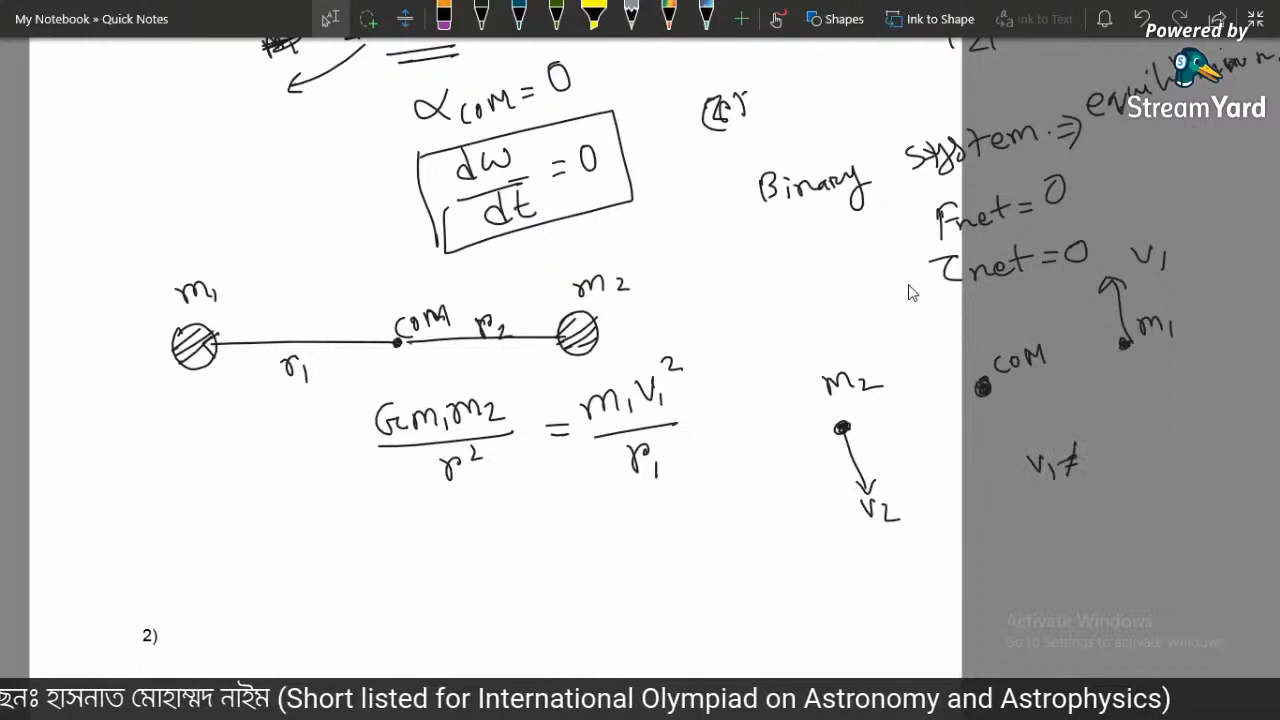 My Notebook » Quick Notes
Shapes
Ink to Shape
Ink to Text
Powered by
StreamYard
αCOM = 0
dω/dt = 0
Binary system ⇒
Fnet = 0
τnet = 0
v1
m1
m1
m2
COM
r1
r2
COM
m2
v2
Gm1m2/r² = m1v1²/r1
v1 ≠
2)
Activate Windows
Go to Settings to activate Windows.
হাসনাত মোহাম্মদ নাইম (Short listed for International Olympiad on Astronomy and Astrophysics)